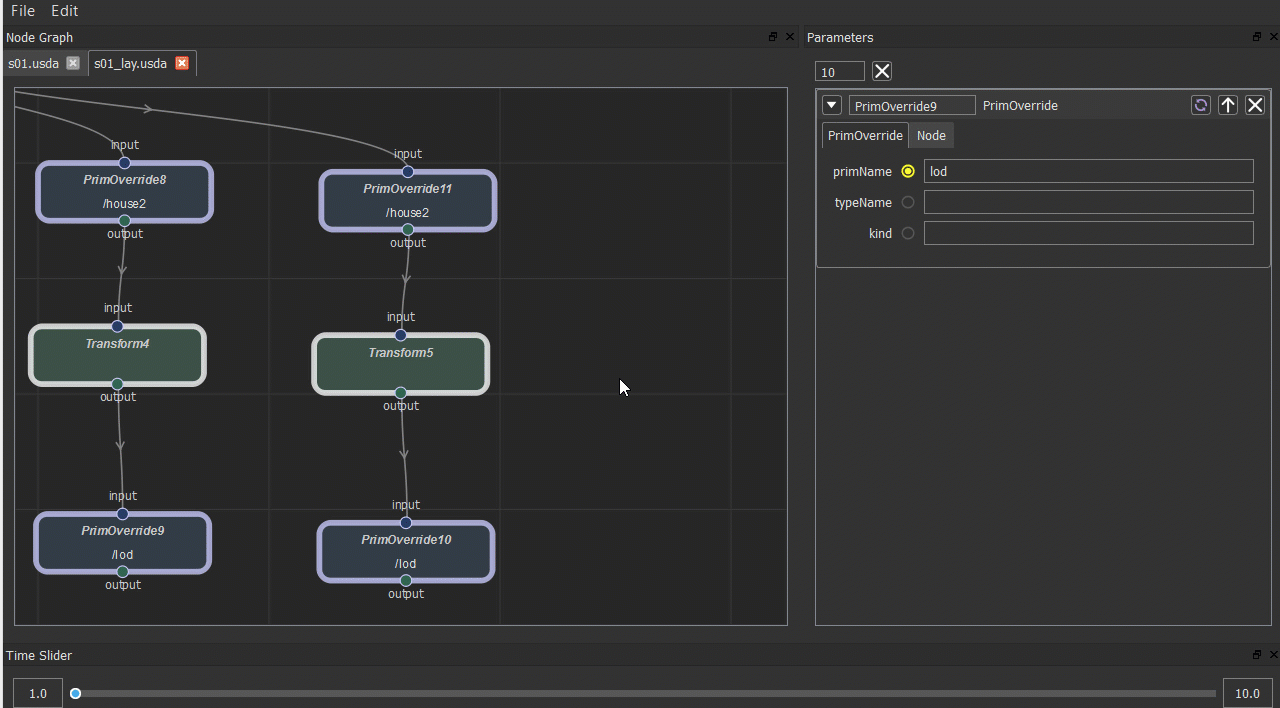 File Edit
Node Graph
s01.usda s01_lay.usda
input
PrimOverride8
/house2
output
input
Transform4
output
input
PrimOverride9
/lod
output
input
PrimOverride11
/house2
output
input
Transform5
output
input
PrimOverride10
/lod
output
Parameters
10
PrimOverride9 PrimOverride
PrimOverride Node
primName lod
typeName
kind
Time Slider
1.0 10.0